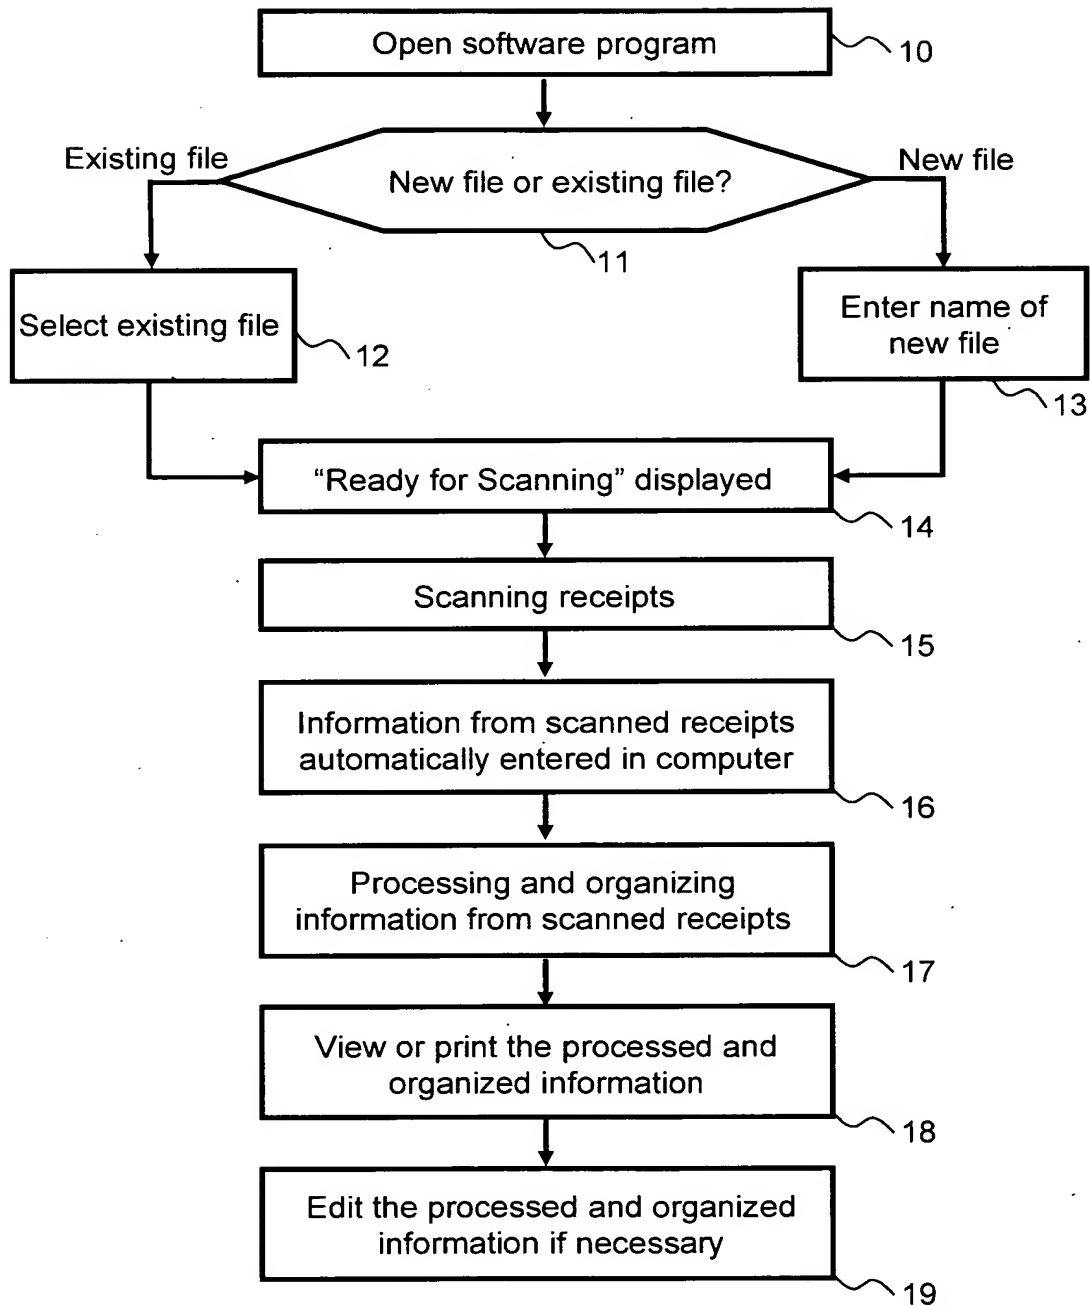 Open software program
10
Existing file
New file
New file or existing file?
11
Select existing file
12
Enter name of
new file
13
“Ready for Scanning” displayed
14
Scanning receipts
15
Information from scanned receipts
automatically entered in computer
16
Processing and organizing
information from scanned receipts
17
View or print the processed and
organized information
18
Edit the processed and organized
information if necessary
19